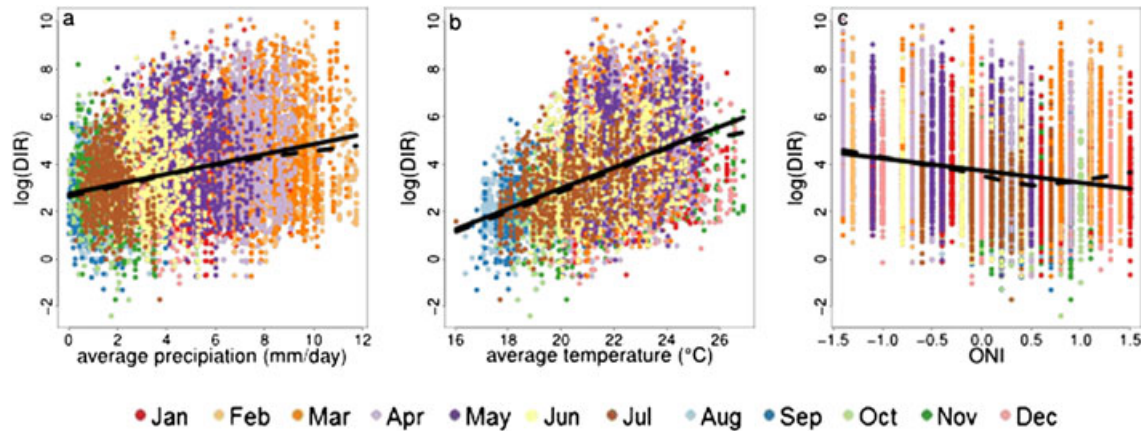 a
10
8
6
4
2
0
−2
log(DIR)
0 2 4 6 8 10 12
average precipiation (mm/day)
b
10
8
6
4
2
0
−2
log(DIR)
16 18 20 22 24 26
average temperature (°C)
c
10
8
6
4
2
0
−2
log(DIR)
−1.5 −1.0 −0.5 0.0 0.5 1.0 1.5
ONI
Jan Feb Mar Apr May Jun Jul Aug Sep Oct Nov Dec